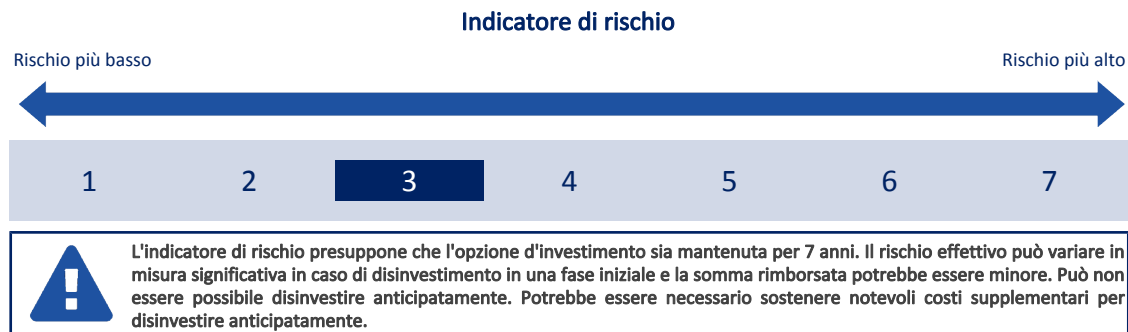 Indicatore di rischio
Rischio più basso
Rischio più alto
1 2 3 4 5 6 7
L'indicatore di rischio presuppone che l'opzione d'investimento sia mantenuta per 7 anni. Il rischio effettivo può variare in
misura significativa in caso di disinvestimento in una fase iniziale e la somma rimborsata potrebbe essere minore. Può non
essere possibile disinvestire anticipatamente. Potrebbe essere necessario sostenere notevoli costi supplementari per
disinvestire anticipatamente.